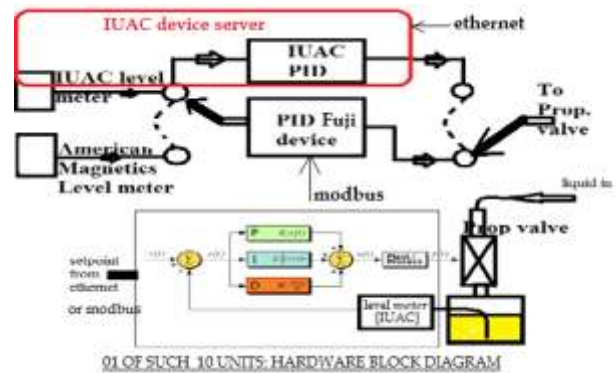 IUAC device server
ethernet
IUAC
PID
IUAC level
meter
To
Prop.
valve
PID Fuji
device
American
Magnetics
Level meter
modbus
liquid in
Prop valve
P
I
D
setpoint
from
ethernet
or modbus
level meter
[IUAC]
01 OF SUCH 10 UNITS: HARDWARE BLOCK DIAGRAM